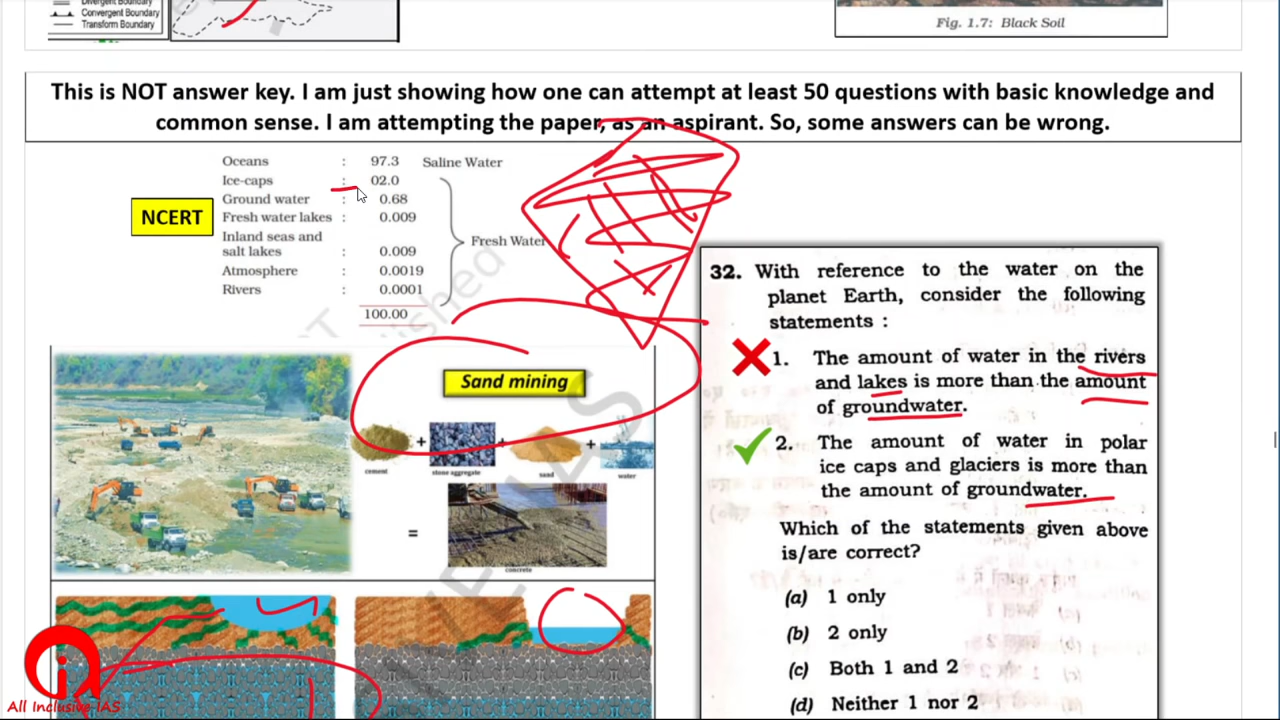 Divergent Boundary
Convergent Boundary
Transform Boundary
Fig. 1.7: Black Soil
This is NOT answer key. I am just showing how one can attempt at least 50 questions with basic knowledge and
common sense. I am attempting the paper, as an aspirant. So, some answers can be wrong.
NCERT
Oceans : 97.3 Saline Water
Ice-caps : 02.0
Ground water : 0.68
Fresh water lakes : 0.009
Inland seas and
salt lakes : 0.009
Fresh Water
Atmosphere : 0.0019
Rivers : 0.0001
100.00
Sand mining
cement + stone aggregate + sand + water
=
concrete
32. With reference to the water on the
planet Earth, consider the following
statements :
1. The amount of water in the rivers
and lakes is more than the amount
of groundwater.
2. The amount of water in polar
ice caps and glaciers is more than
the amount of groundwater.
Which of the statements given above
is/are correct?
(a) 1 only
(b) 2 only
(c) Both 1 and 2
(d) Neither 1 nor 2
All Inclusive IAS